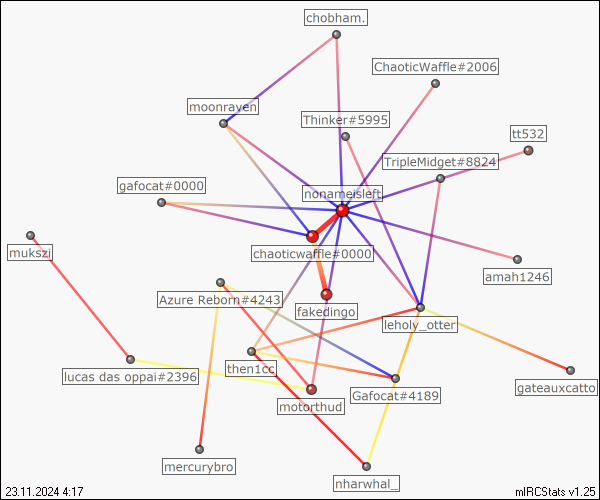 chobham.
ChaoticWaffle#2006
moonrayen
Thinker#5995
tt532
TripleMidget#8824
gafocat#0000
nonameisleft
mukszi
chaoticwaffle#0000
amah1246
Azure Reborn#4243
fakedingo
leholy_otter
then1cc
lucas das oppai#2396
gateauxcatto
motorthud
Gafocat#4189
mercurybro
nharwhal_
23.11.2024 4:17
mIRCStats v1.25